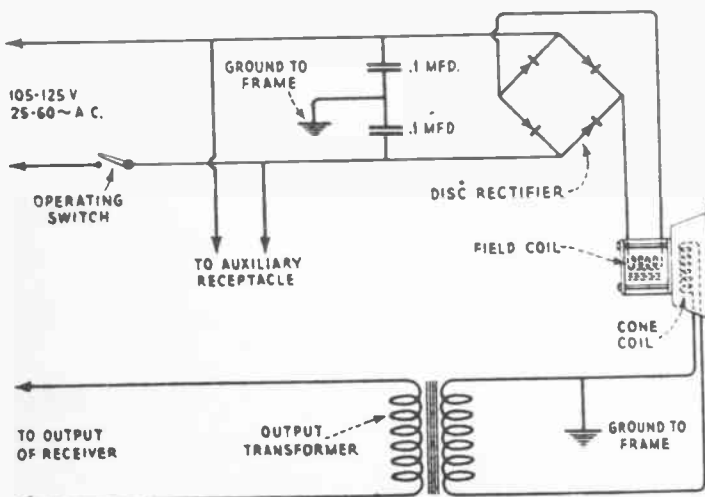 GROUND TO
FRAME
.1 MFD.
105-125 V
25-60~ A C.
.1 MFD
OPERATING
SWITCH
DISC RECTIFIER
TO AUXILIARY
RECEPTACLE
FIELD COIL
CONE
COIL
TO OUTPUT
OF RECEIVER
OUTPUT
TRANSFORMER
GROUND TO
FRAME